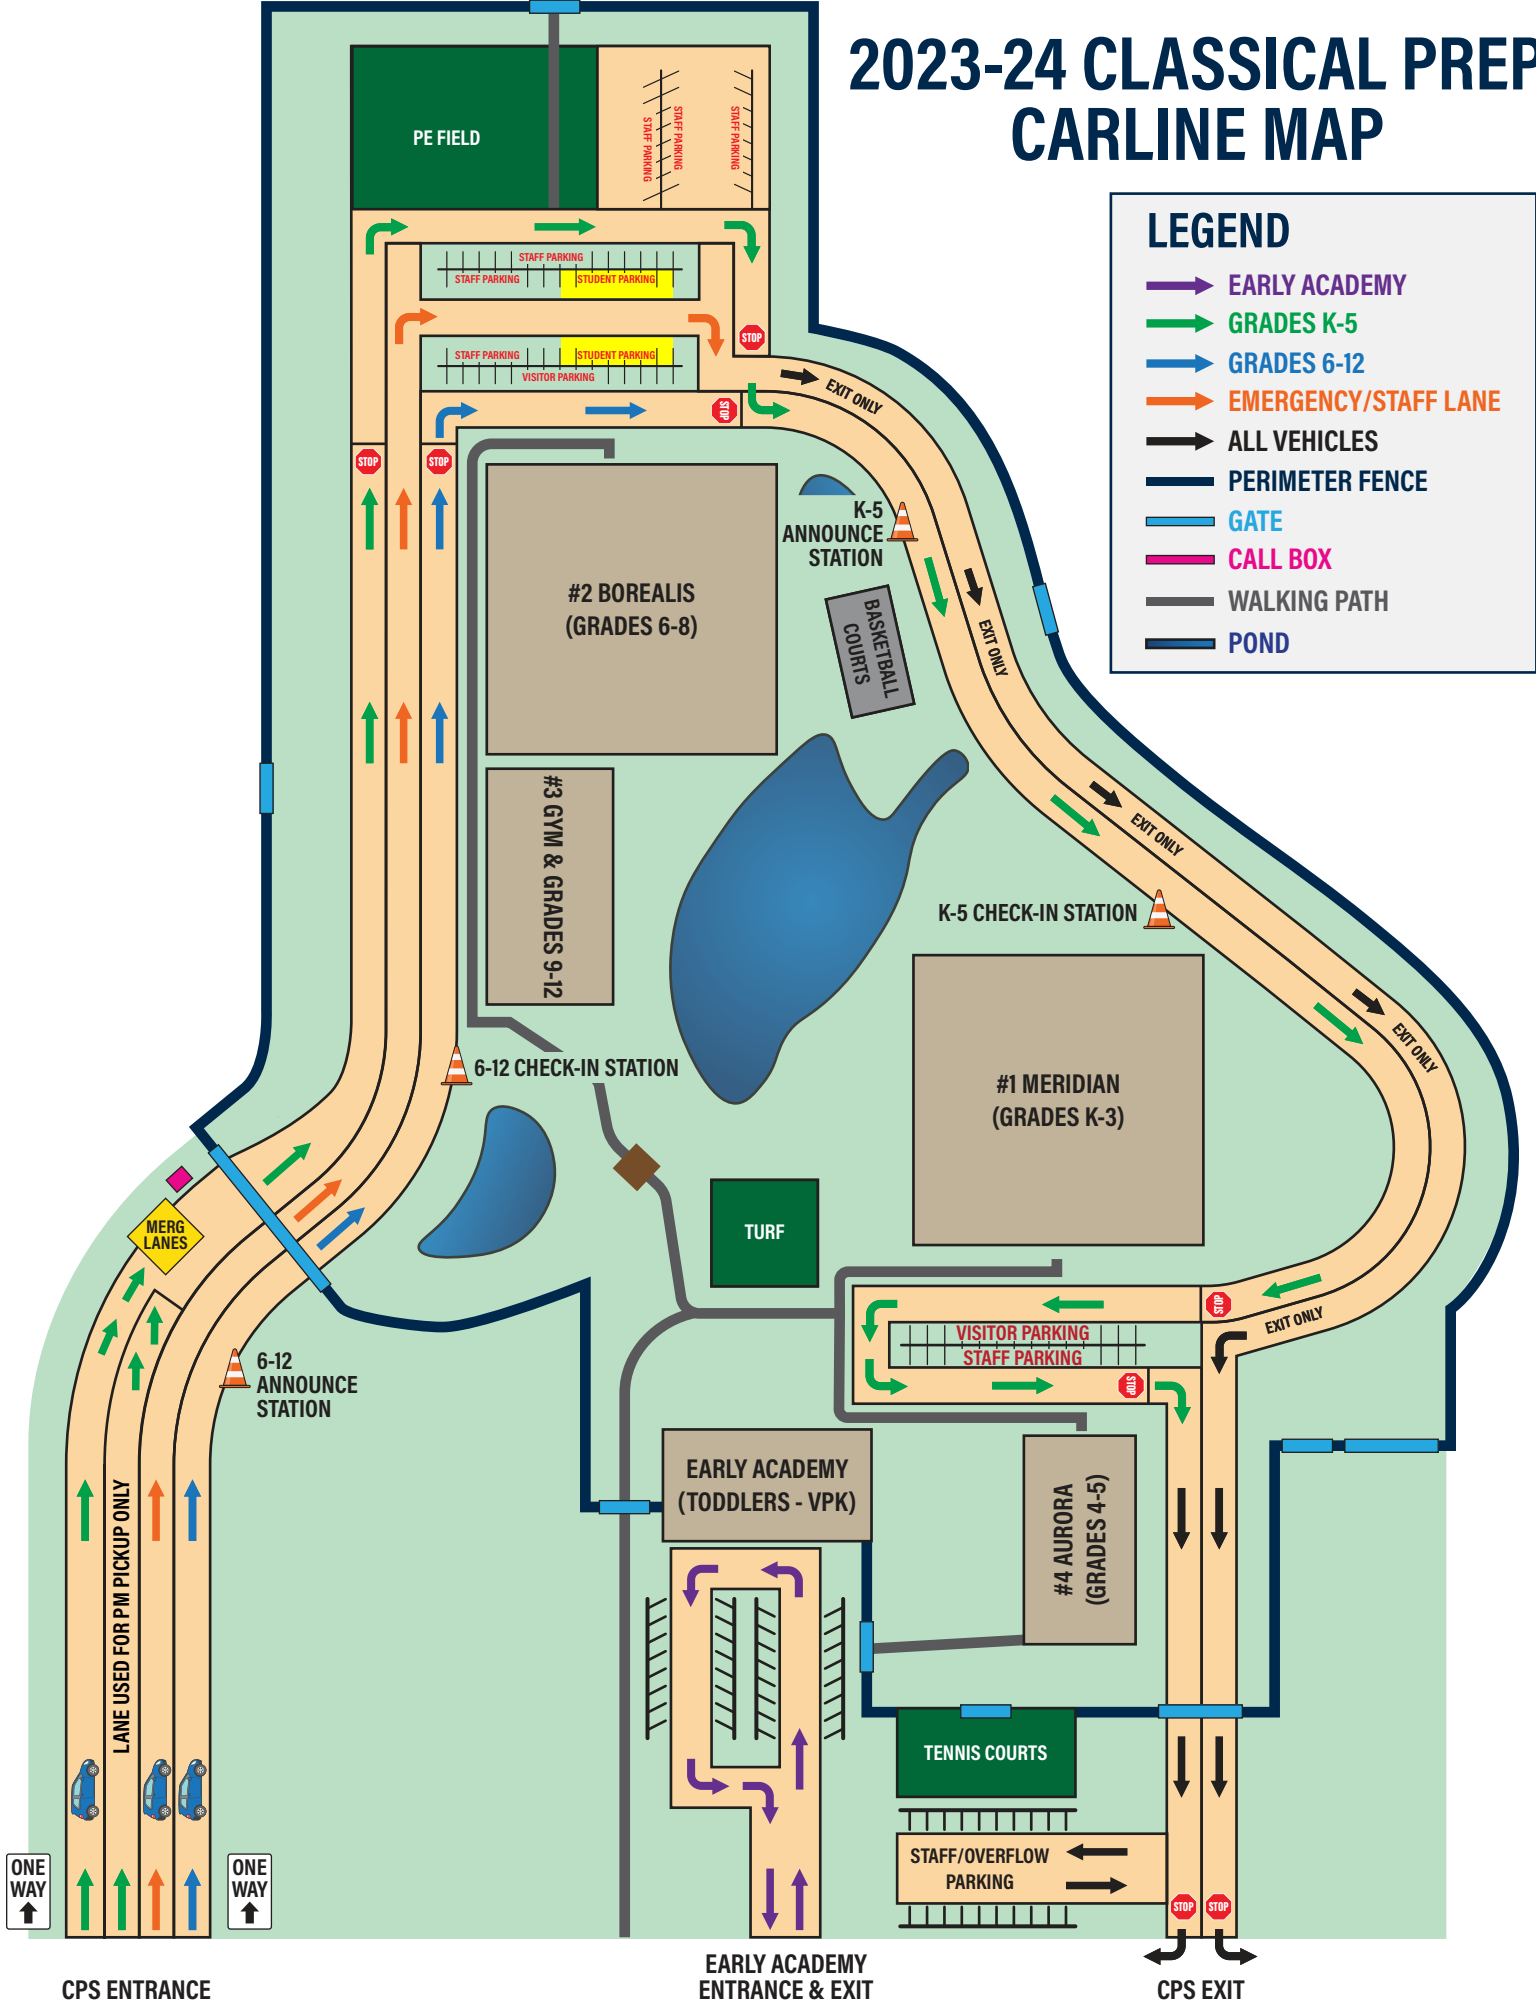 2023-24 CLASSICAL PREP
CARLINE MAP
LEGEND
EARLY ACADEMY
GRADES K-5
GRADES 6-12
EMERGENCY/STAFF LANE
ALL VEHICLES
PERIMETER FENCE
GATE
CALL BOX
WALKING PATH
POND
PE FIELD
STAFF PARKING
STAFF PARKING
STAFF PARKING
STAFF PARKING
STAFF PARKING
STUDENT PARKING
STOP
STAFF PARKING
STUDENT PARKING
VISITOR PARKING
EXIT ONLY
STOP
STOP
STOP
K-5
ANNOUNCE
STATION
#2 BOREALIS
(GRADES 6-8)
BASKETBALL
COURTS
EXIT ONLY
#3 GYM & GRADES 9-12
EXIT ONLY
K-5 CHECK-IN STATION
EXIT ONLY
6-12 CHECK-IN STATION
#1 MERIDIAN
(GRADES K-3)
MERG
LANES
TURF
STOP
EXIT ONLY
VISITOR PARKING
STAFF PARKING
STOP
6-12
ANNOUNCE
STATION
EARLY ACADEMY
(TODDLERS - VPK)
#4 AURORA
(GRADES 4-5)
LANE USED FOR PM PICKUP ONLY
TENNIS COURTS
STAFF/OVERFLOW
PARKING
ONE
WAY
ONE
WAY
STOP
STOP
CPS ENTRANCE
EARLY ACADEMY
ENTRANCE & EXIT
CPS EXIT